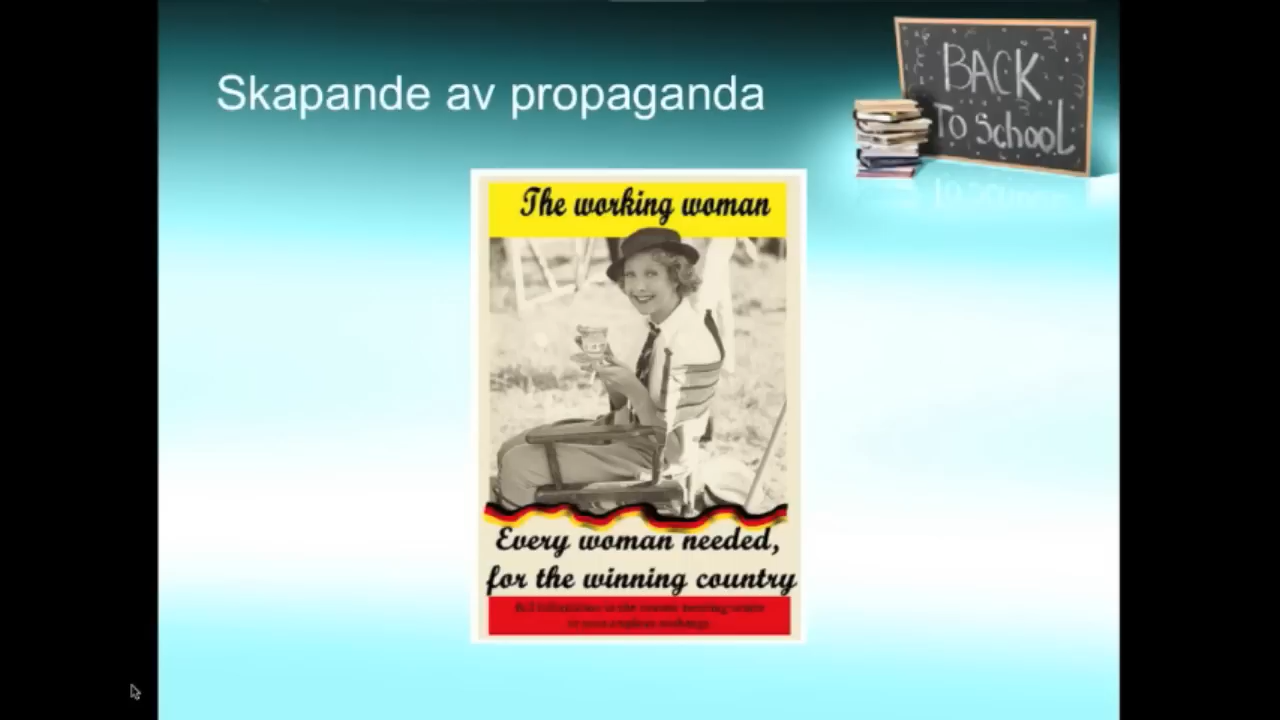 Skapande av propaganda
BACK
To School
The working woman
Every woman needed,
for the winning country